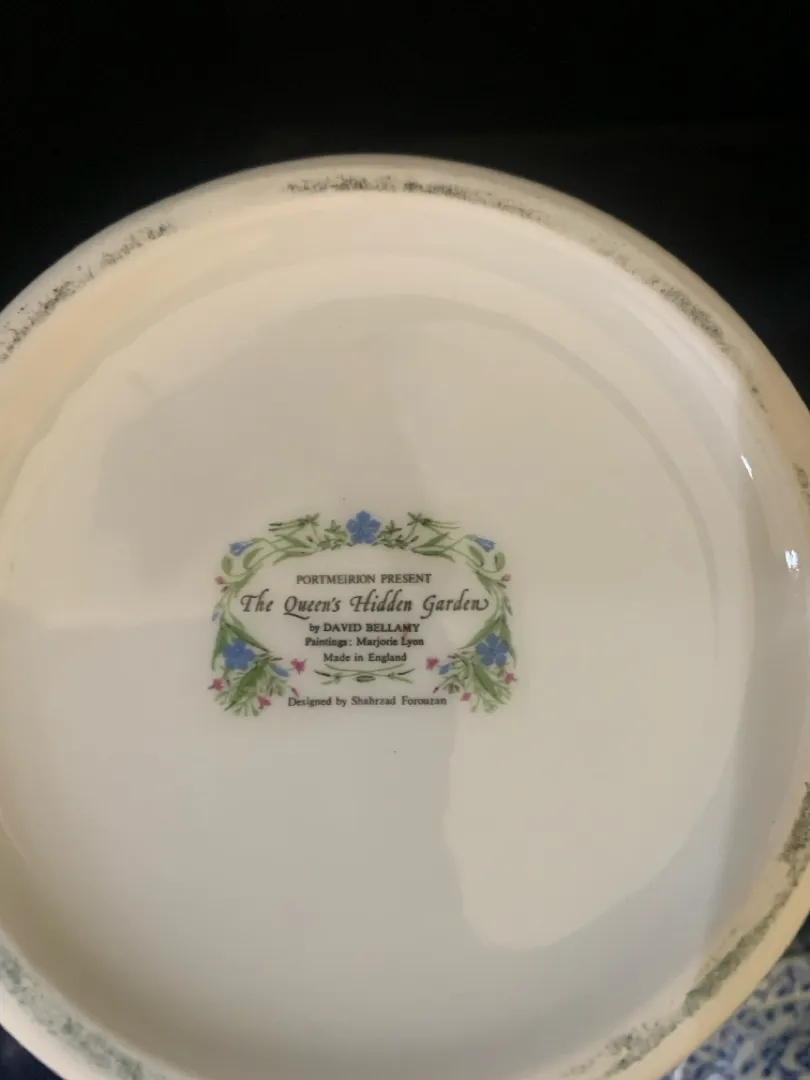 PORTMEIRION PRESENT
The Queen's Hidden Garden
by DAVID BELLAMY
Paintings: Marjorie Lyon
Made in England
Designed by Shahrzad Forouzan